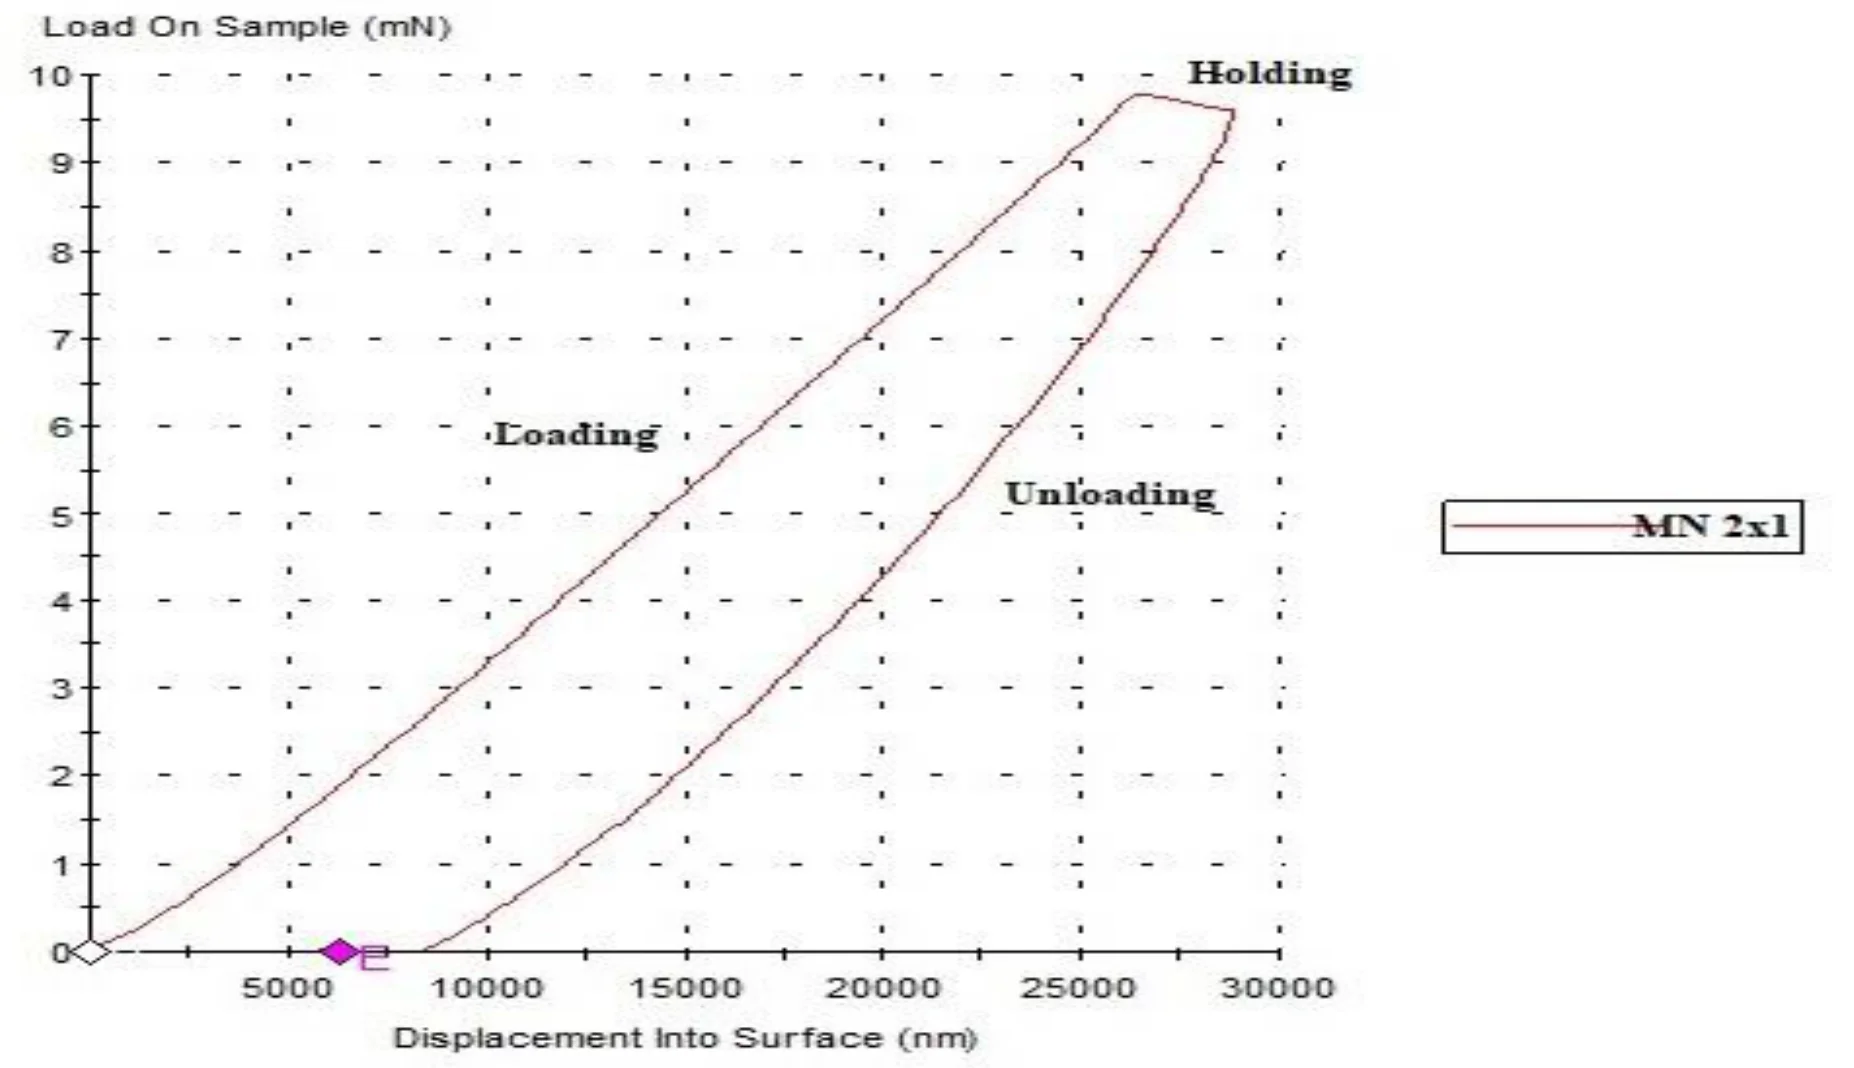 Load On Sample (mN)
10
Holding
9
8
7
6
Loading
5
Unloading
MN 2x1
4
3
2
1
0
E
5000 10000 15000 20000 25000 30000
Displacement Into Surface (nm)